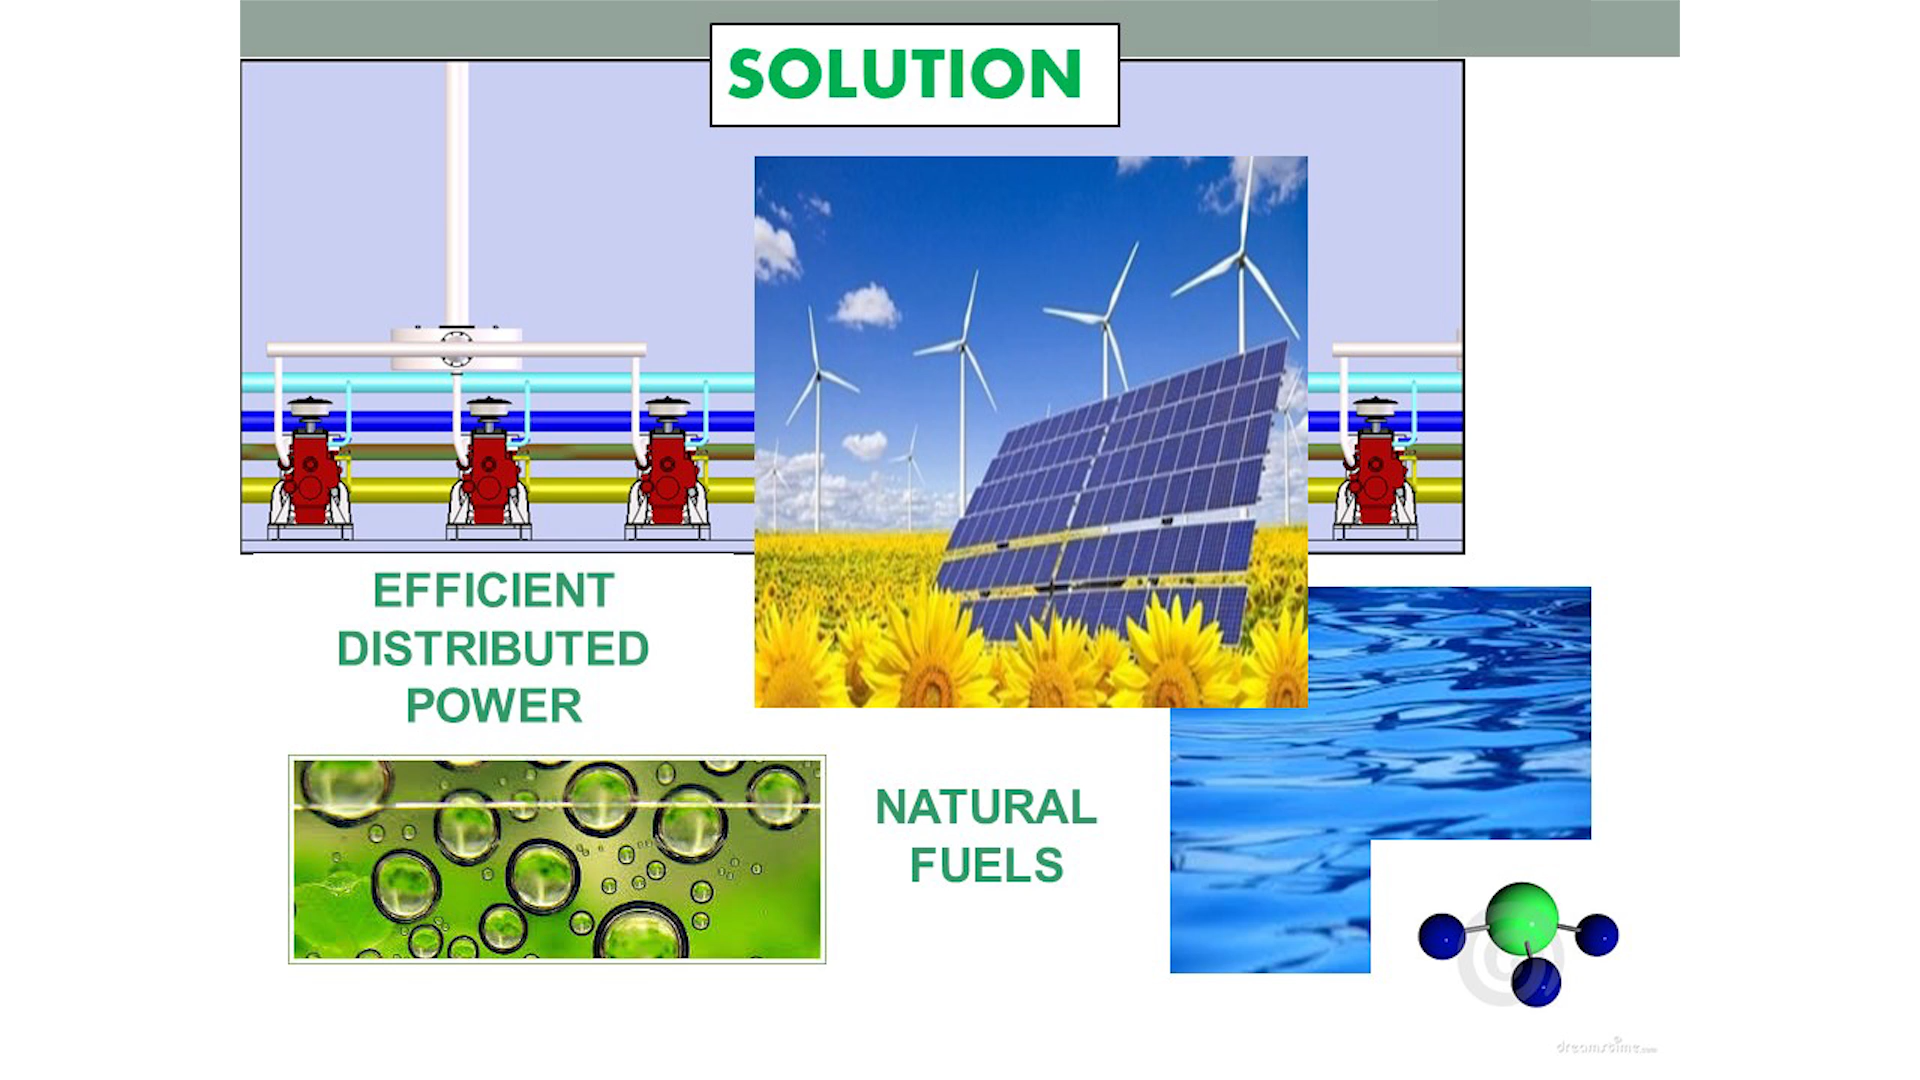 SOLUTION
EFFICIENT
DISTRIBUTED
POWER
NATURAL
FUELS
dreamstime.com